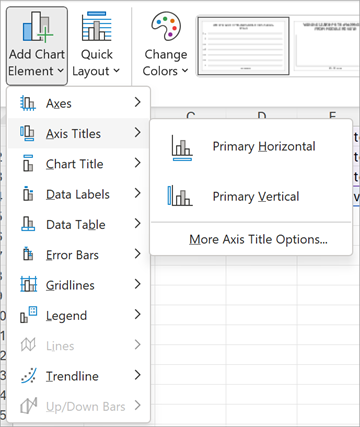 Add Chart
Element
Quick
Layout
Change
Colors
Axes
Axis Titles
Chart Title
Data Labels
Data Table
Error Bars
Gridlines
Legend
Lines
Trendline
Up/Down Bars
Primary Horizontal
Primary Vertical
More Axis Title Options...
C
D
E